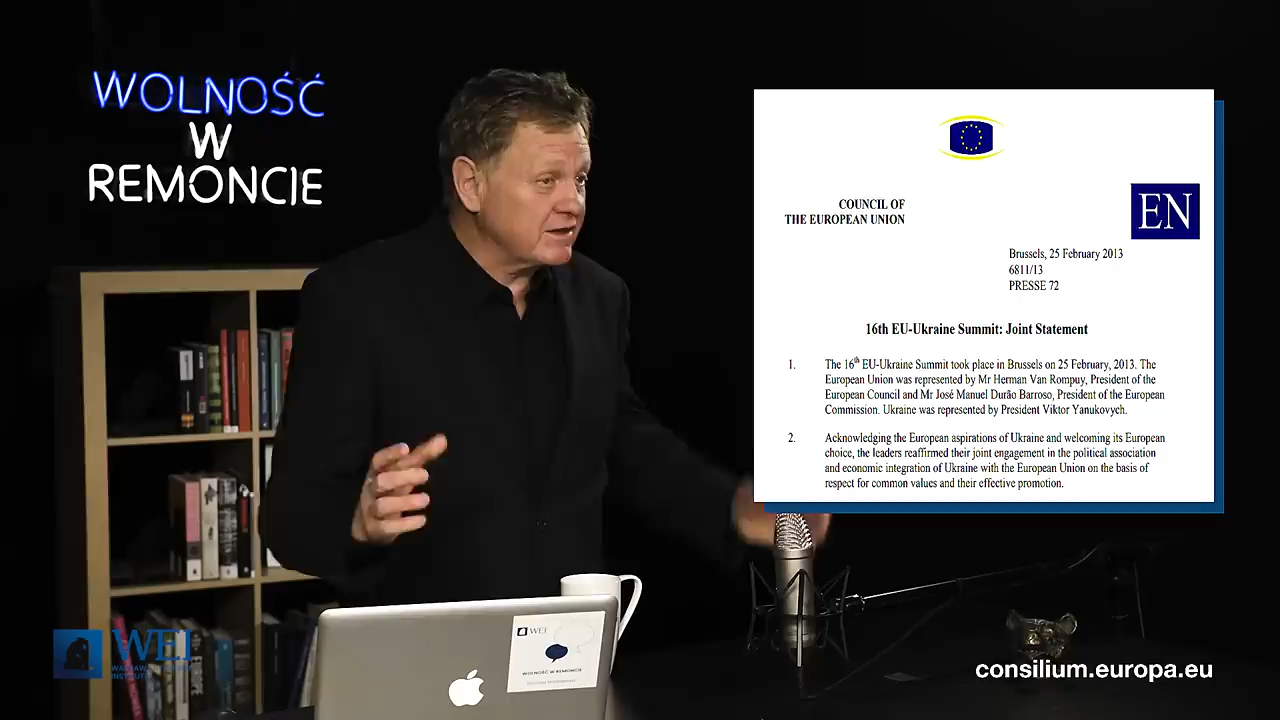 WOLNOŚĆ
W
REMONCIE
COUNCIL OF
THE EUROPEAN UNION
EN
Brussels, 25 February 2013
6811/13
PRESSE 72
16th EU-Ukraine Summit: Joint Statement
1. The 16th EU-Ukraine Summit took place in Brussels on 25 February, 2013. The
European Union was represented by Mr Herman Van Rompuy, President of the
European Council and Mr José Manuel Durão Barroso, President of the European
Commission. Ukraine was represented by President Viktor Yanukovych.
2. Acknowledging the European aspirations of Ukraine and welcoming its European
choice, the leaders reaffirmed their joint engagement in the political association
and economic integration of Ukraine with the European Union on the basis of
respect for common values and their effective promotion.
WEI
WEI
WOLNOŚĆ W REMONCIE
consilium.europa.eu